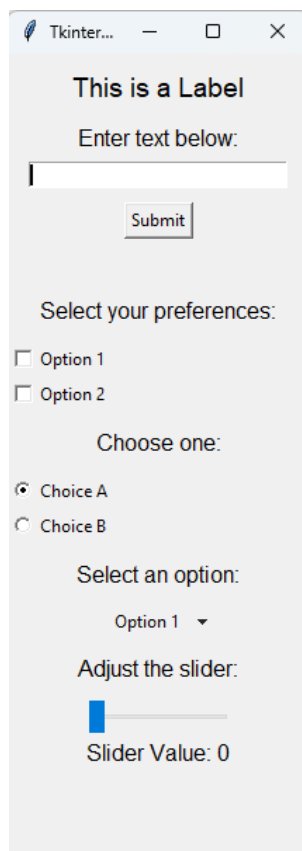 Tkinter...
This is a Label
Enter text below:
Submit
Select your preferences:
Option 1
Option 2
Choose one:
Choice A
Choice B
Select an option:
Option 1
Adjust the slider:
Slider Value: 0